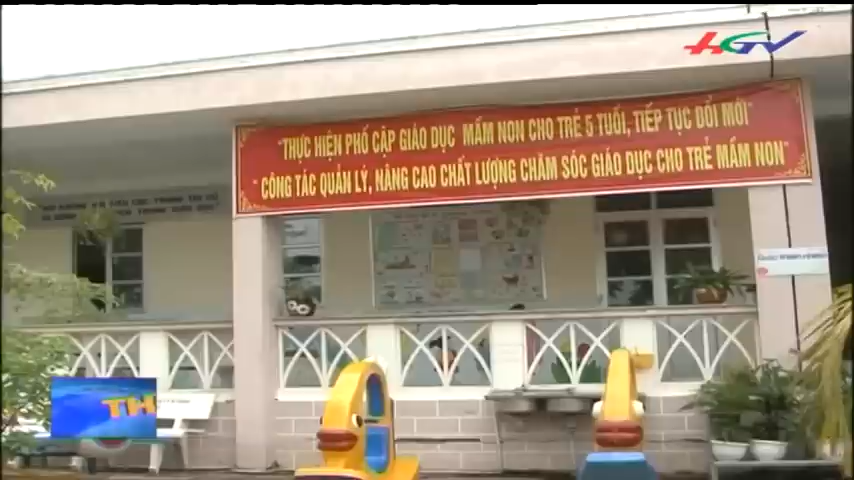 HGV
"THỰC HIỆN PHỔ CẬP GIÁO DỤC MẦM NON CHO TRẺ 5 TUỔI, TIẾP TỤC ĐỔI MỚI"
"CÔNG TÁC QUẢN LÝ, NÂNG CAO CHẤT LƯỢNG CHĂM SÓC GIÁO DỤC CHO TRẺ MẦM NON"
TH